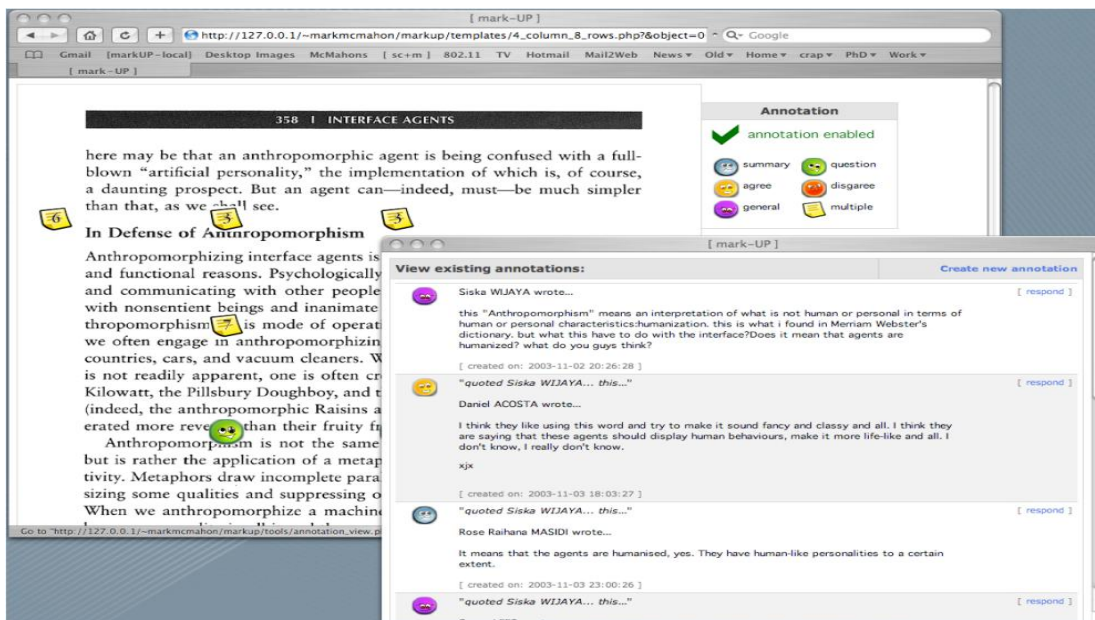 [ mark-UP ]
http://127.0.0.1/~markmcmahon/markup/templates/4_column_8_rows.php?&object=0
Google
Gmail [markUP-local] Desktop Images McMahons [ sc+m ] 802.11 TV Hotmail Mail2Web News Old Home crap PhD Work
[ mark-UP ]
358 | INTERFACE AGENTS
here may be that an anthropomorphic agent is being confused with a full-
blown “artificial personality,” the implementation of which is, of course,
a daunting prospect. But an agent can—indeed, must—be much simpler
than that, as we shall see.
6 3 3
In Defense of Anthropomorphism
Anthropomorphizing interface agents is
and functional reasons. Psychologically
and communicating with other people
with nonsentient beings and inanimate
thropomorphism 7 is mode of operat
we often engage in anthropomorphizin
countries, cars, and vacuum cleaners. W
is not readily apparent, one is often cr
Kilowatt, the Pillsbury Doughboy, and t
(indeed, the anthropomorphic Raisins a
erated more reve than their fruity f
Anthropomorphism is not the same
but is rather the application of a metap
tivity. Metaphors draw incomplete para
sizing some qualities and suppressing o
When we anthropomorphize a machine
Go to "http://127.0.0.1/~markmcmahon/markup/tools/annotation_view.p
Annotation
annotation enabled
summary question
agree disgaree
general multiple
[ mark-UP ]
View existing annotations: Create new annotation
Siska WIJAYA wrote... [ respond ]
this "Anthropomorphism" means an interpretation of what is not human or personal in terms of
human or personal characteristics:humanization. this is what i found in Merriam Webster's
dictionary. but what this have to do with the interface?Does it mean that agents are
humanized? what do you guys think?
[ created on: 2003-11-02 20:26:28 ]
"quoted Siska WIJAYA... this..." [ respond ]
Daniel ACOSTA wrote...
I think they like using this word and try to make it sound fancy and classy and all. I think they
are saying that these agents should display human behaviours, make it more life-like and all. I
don't know, I really don't know.
xjx
[ created on: 2003-11-03 18:03:27 ]
"quoted Siska WIJAYA... this..." [ respond ]
Rose Raihana MASIDI wrote...
It means that the agents are humanised, yes. They have human-like personalities to a certain
extent.
[ created on: 2003-11-03 23:00:26 ]
"quoted Siska WIJAYA... this..." [ respond ]